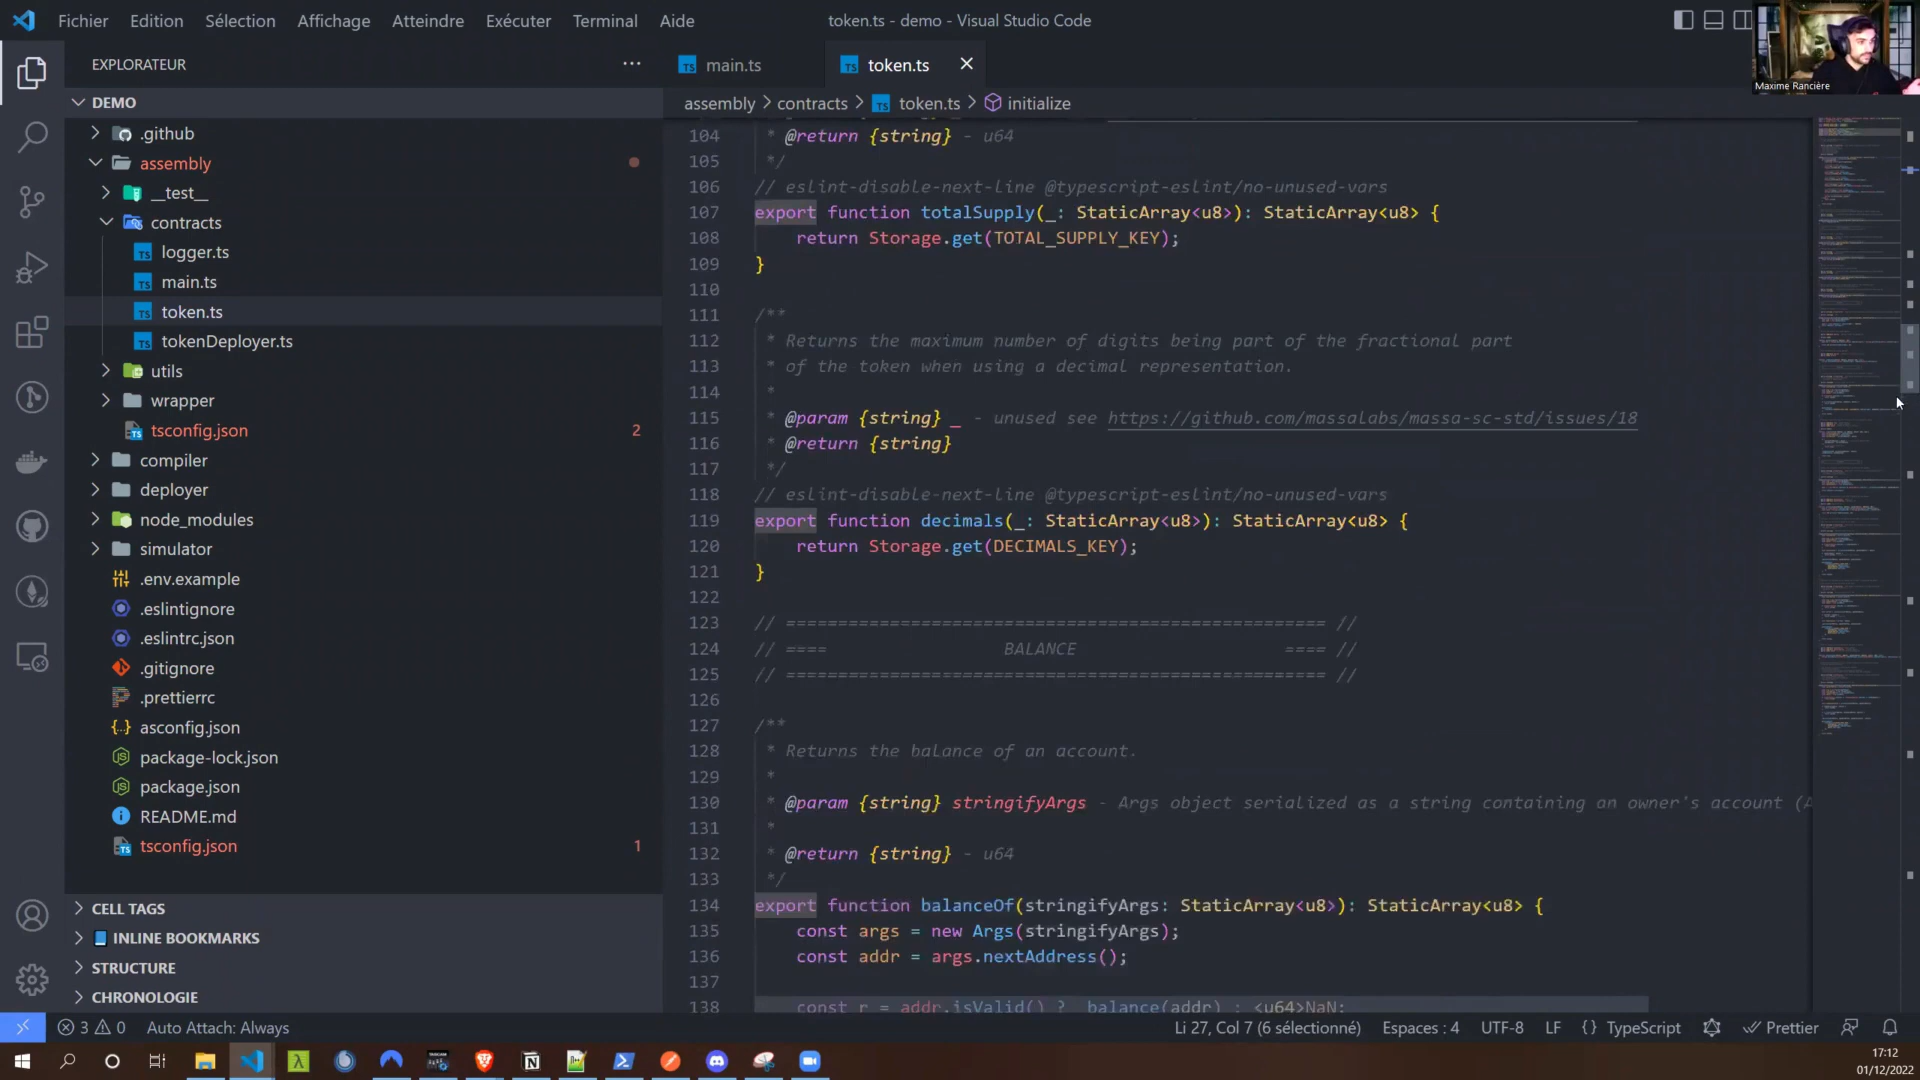 Fichier Edition Sélection Affichage Atteindre Exécuter Terminal Aide
token.ts - demo - Visual Studio Code
Maxime Rancière
EXPLORATEUR
main.ts
token.ts
DEMO
assembly > contracts > token.ts > initialize
.github
assembly
__test__
contracts
logger.ts
main.ts
token.ts
tokenDeployer.ts
utils
wrapper
tsconfig.json 2
compiler
deployer
node_modules
simulator
.env.example
.eslintignore
.eslintrc.json
.gitignore
.prettierrc
asconfig.json
package-lock.json
package.json
README.md
tsconfig.json 1
CELL TAGS
INLINE BOOKMARKS
STRUCTURE
CHRONOLOGIE
104 * @return {string} - u64
105 */
106 // eslint-disable-next-line @typescript-eslint/no-unused-vars
107 export function totalSupply(_: StaticArray<u8>): StaticArray<u8> {
108 return Storage.get(TOTAL_SUPPLY_KEY);
109 }
110
111 /**
112 * Returns the maximum number of digits being part of the fractional part
113 * of the token when using a decimal representation.
114 *
115 * @param {string} _ - unused see https://github.com/massalabs/massa-sc-std/issues/18
116 * @return {string}
117 */
118 // eslint-disable-next-line @typescript-eslint/no-unused-vars
119 export function decimals(_: StaticArray<u8>): StaticArray<u8> {
120 return Storage.get(DECIMALS_KEY);
121 }
122
123 // ==================================================== //
124 // ==== BALANCE ==== //
125 // ==================================================== //
126
127 /**
128 * Returns the balance of an account.
129 *
130 * @param {string} stringifyArgs - Args object serialized as a string containing an owner's account (A
131 *
132 * @return {string} - u64
133 */
134 export function balanceOf(stringifyArgs: StaticArray<u8>): StaticArray<u8> {
135 const args = new Args(stringifyArgs);
136 const addr = args.nextAddress();
137
138 const r = addr.isValid() ? _balance(addr) : <u64>NaN;
3 0 Auto Attach: Always
Li 27, Col 7 (6 sélectionné) Espaces : 4 UTF-8 LF {} TypeScript Prettier
17:12
01/12/2022